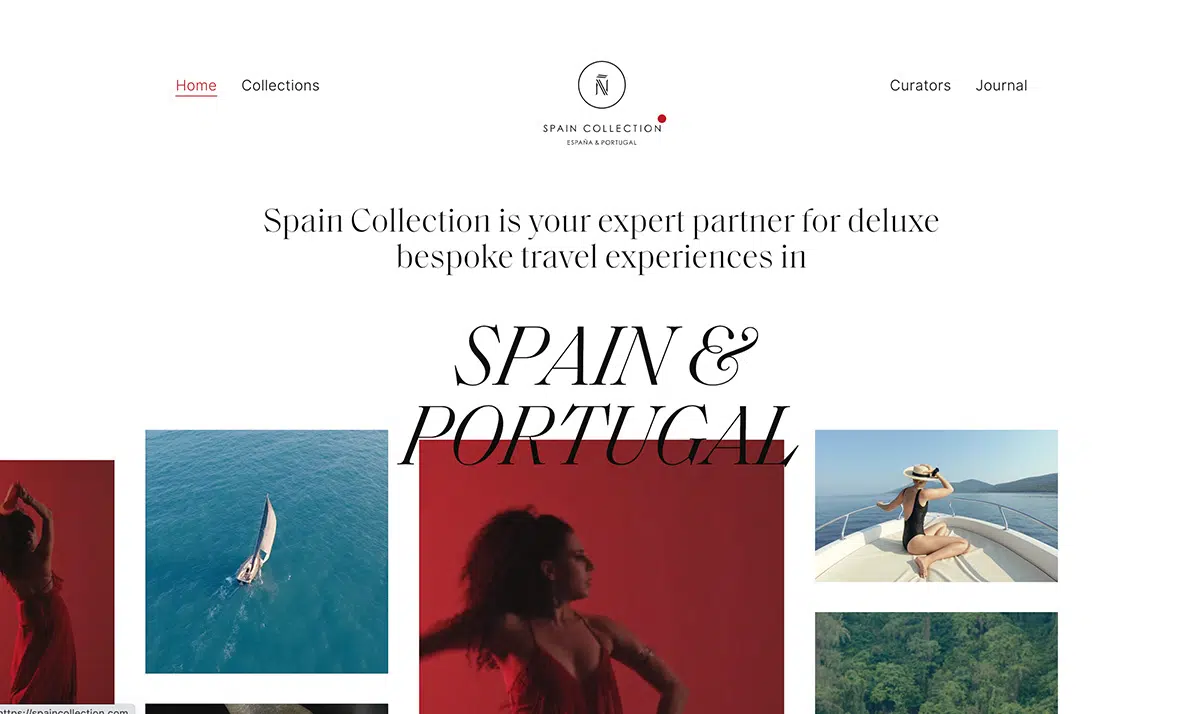 Home Collections
Ñ
SPAIN COLLECTION
ESPAÑA & PORTUGAL
Curators Journal
Spain Collection is your expert partner for deluxe
bespoke travel experiences in
SPAIN &
PORTUGAL
https://spaincollection.com